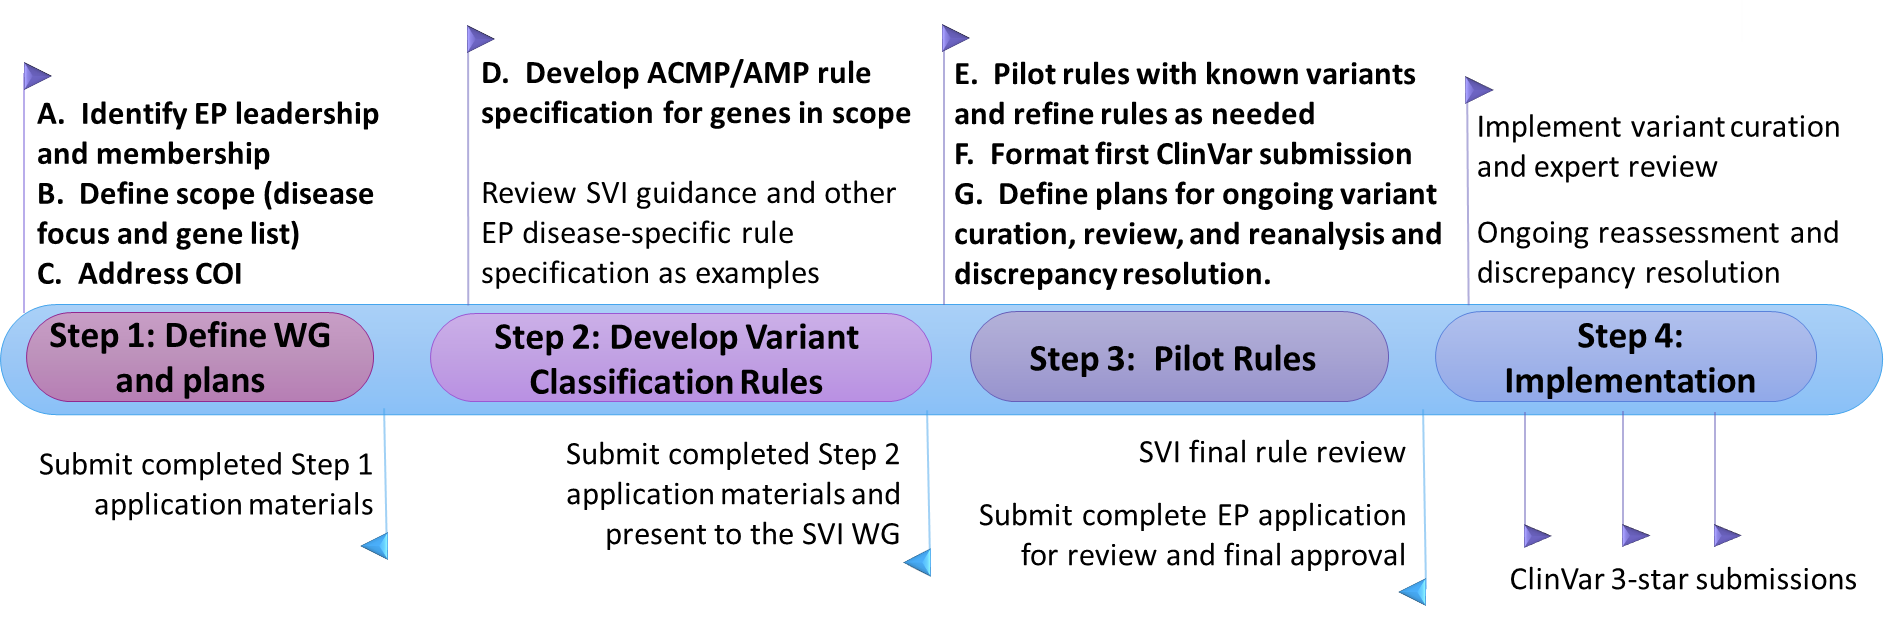 A. Identify EP leadership
and membership
B. Define scope (disease
focus and gene list)
C. Address COI
D. Develop ACMP/AMP rule
specification for genes in scope
Review SVI guidance and other
EP disease-specific rule
specification as examples
E. Pilot rules with known variants
and refine rules as needed
F. Format first ClinVar submission
G. Define plans for ongoing variant
curation, review, and reanalysis and
discrepancy resolution.
Implement variant curation
and expert review
Ongoing reassessment and
discrepancy resolution
Step 1: Define WG
and plans
Step 2: Develop Variant
Classification Rules
Step 3: Pilot Rules
Step 4:
Implementation
Submit completed Step 1
application materials
Submit completed Step 2
application materials and
present to the SVI WG
SVI final rule review
Submit complete EP application
for review and final approval
ClinVar 3-star submissions